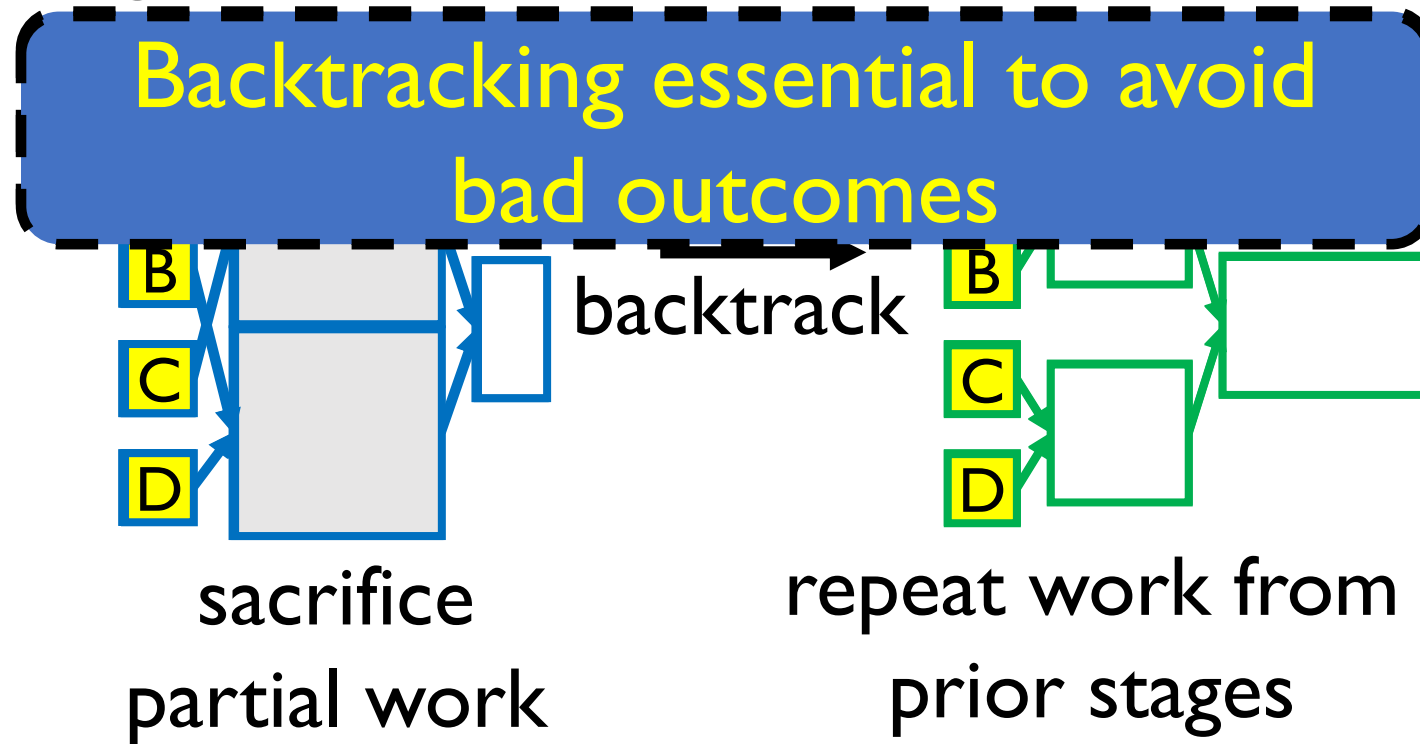 Backtracking essential to avoid
bad outcomes
B
backtrack
B
C
C
D
D
sacrifice
partial work
repeat work from
prior stages